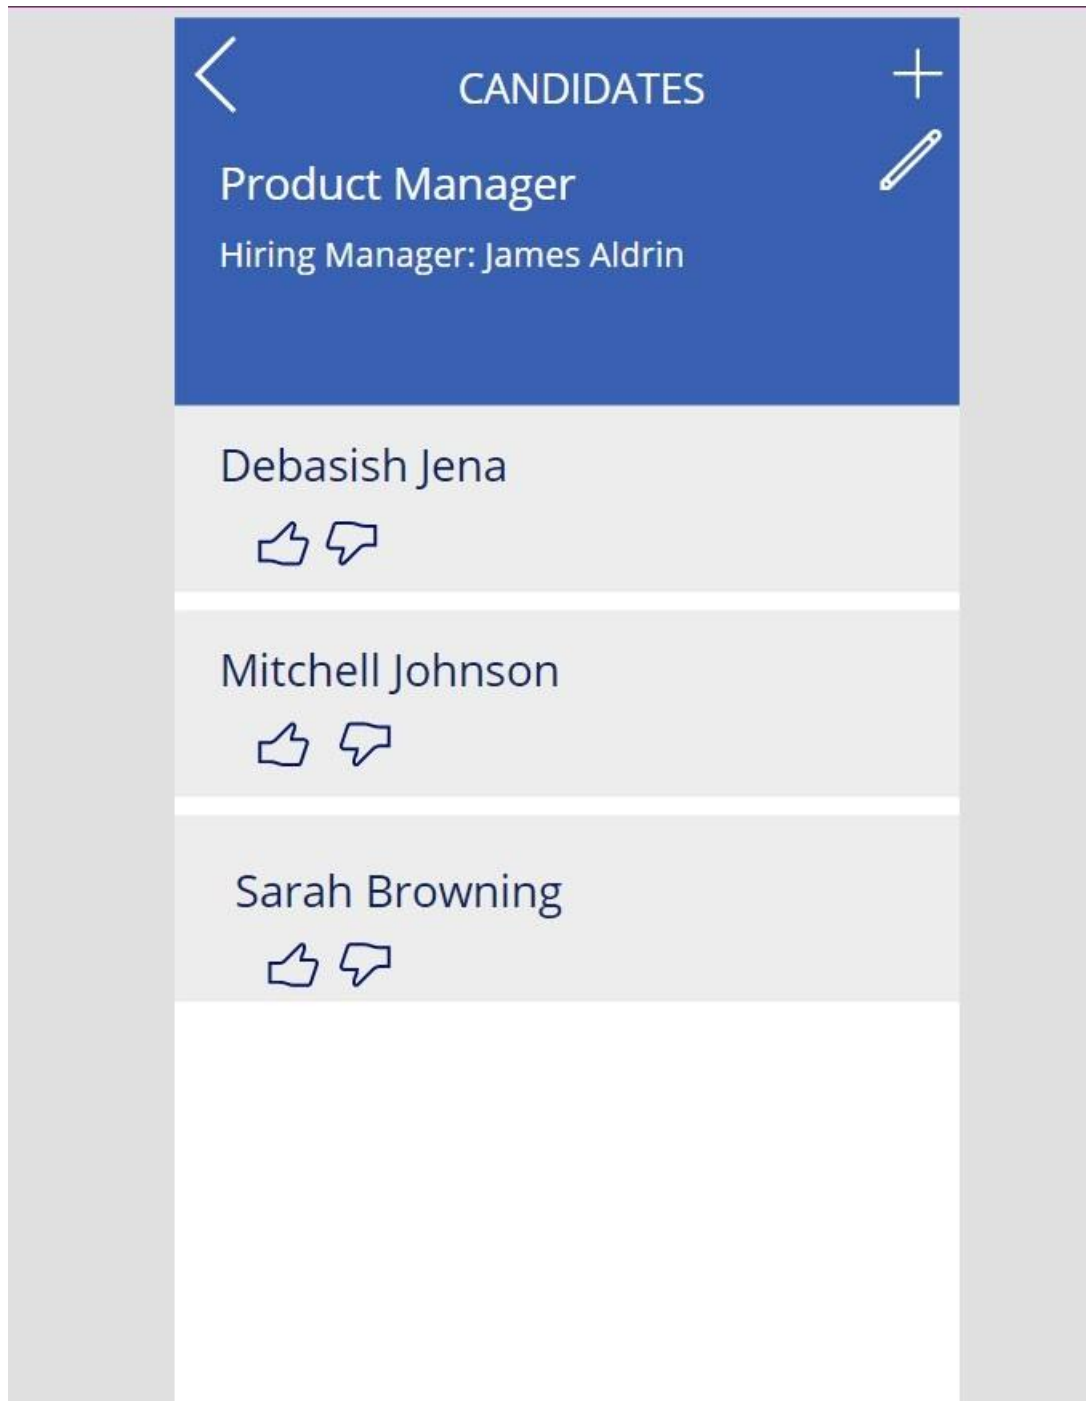 CANDIDATES
Product Manager
Hiring Manager: James Aldrin
Debasish Jena
Mitchell Johnson
Sarah Browning